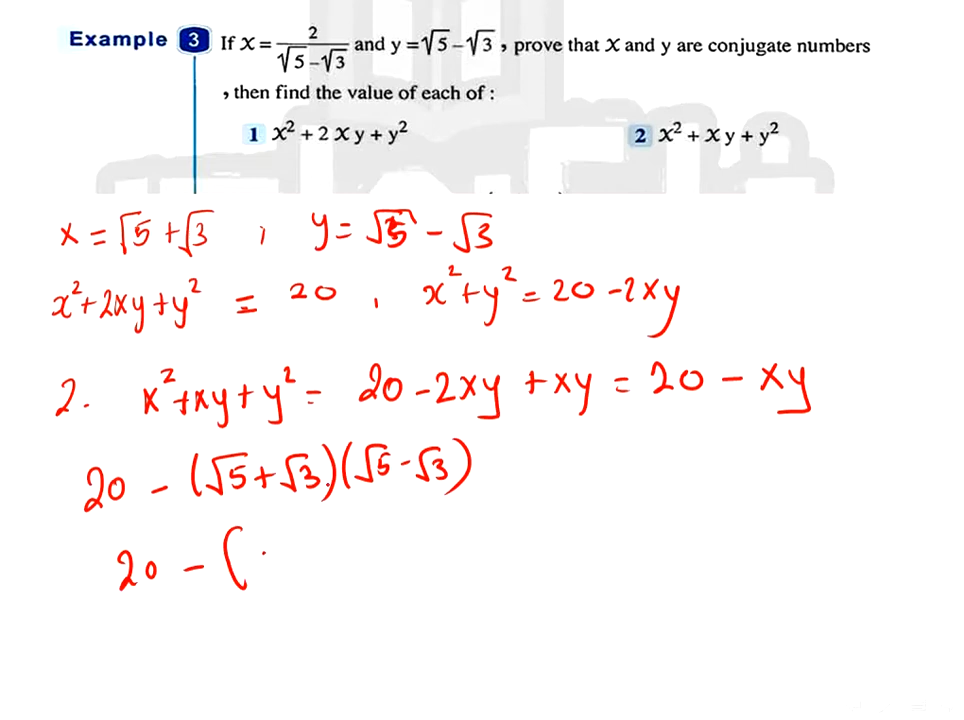 Example 3 If x = 2/(√5 – √3) and y = √5 – √3 , prove that x and y are conjugate numbers
, then find the value of each of :
1 x² + 2 x y + y² 2 x² + x y + y²
x = √5 + √3 , y = √5 - √3
x² + 2xy + y² = 20 , x² + y² = 20 - 2xy
2. x² + xy + y² = 20 - 2xy + xy = 20 - xy
20 - (√5 + √3)(√5 - √3)
20 - (